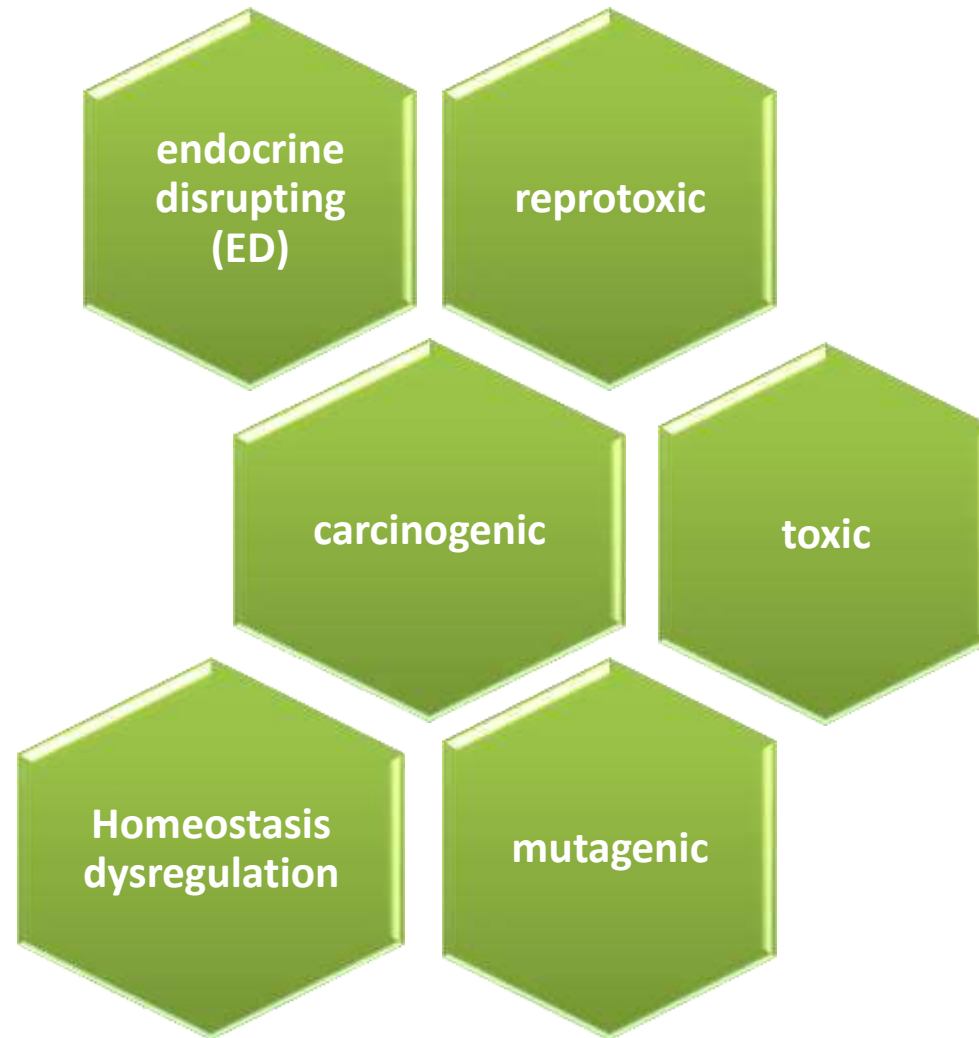 endocrine
disrupting
(ED)
reprotoxic
carcinogenic
toxic
Homeostasis
dysregulation
mutagenic